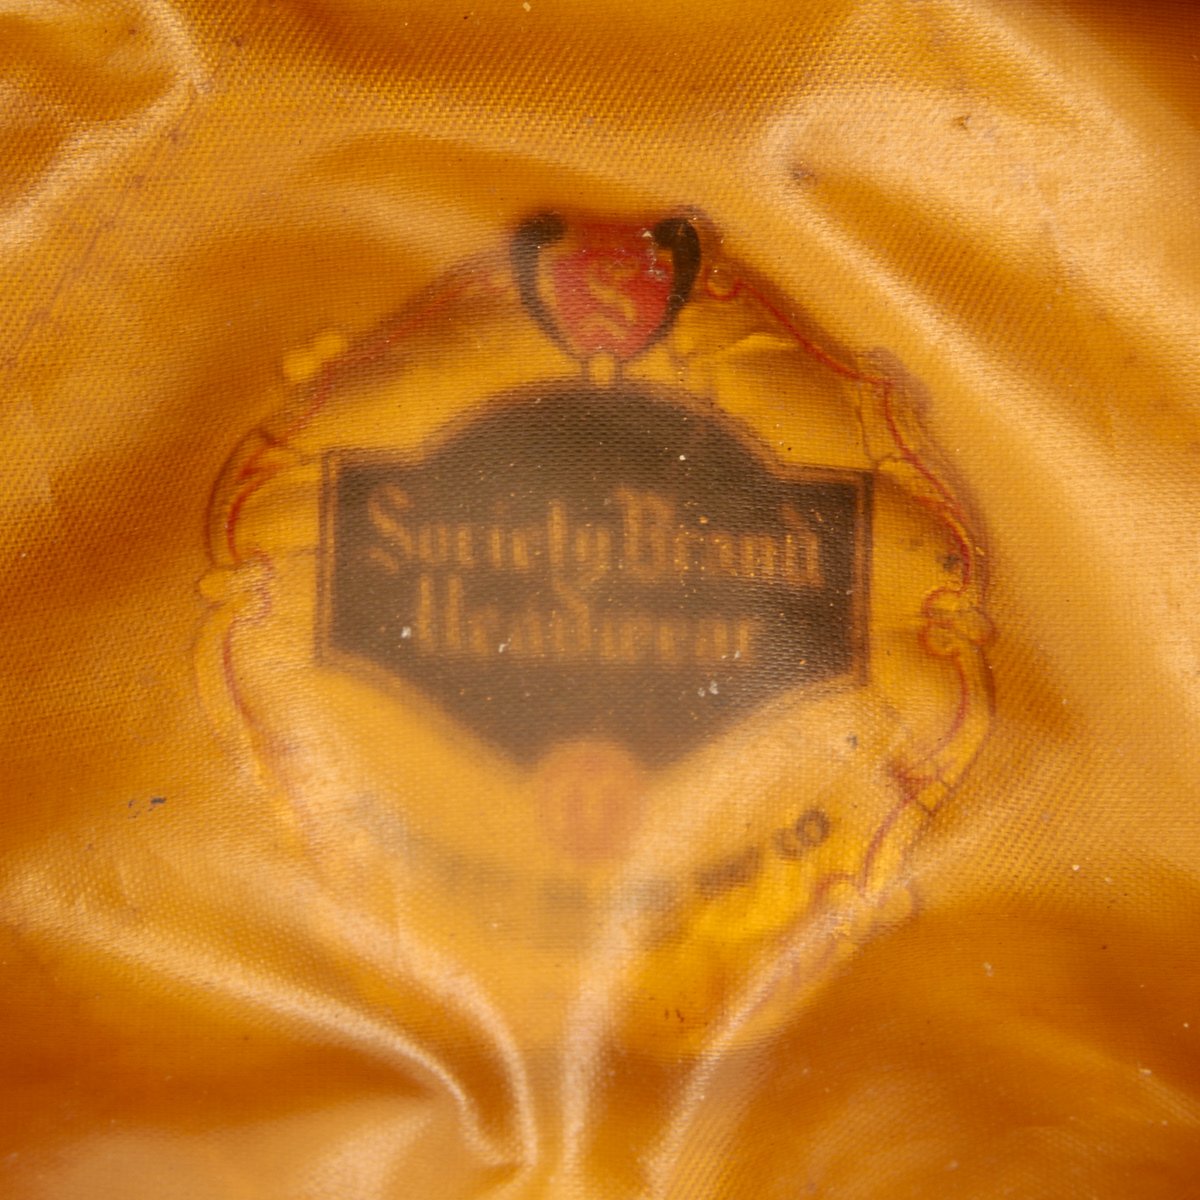 S
Society Brand
Headwear
CO